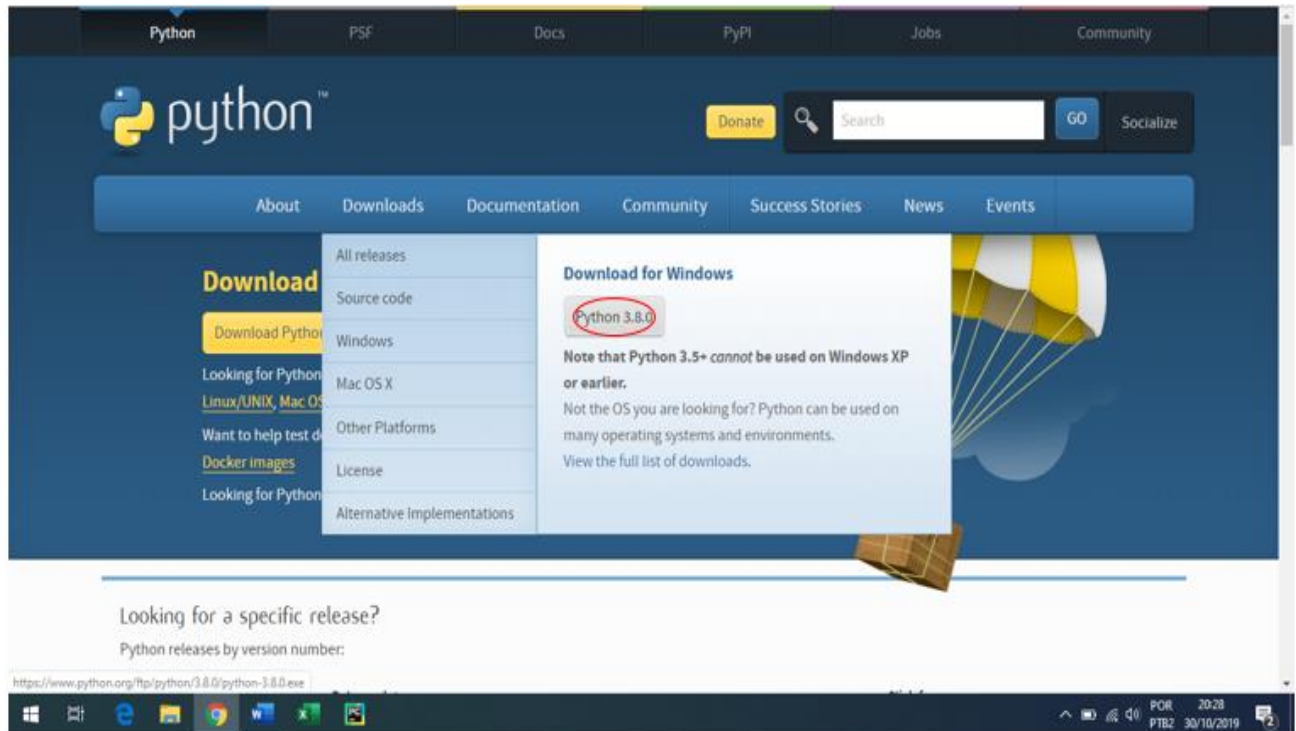 Python PSF Docs PyPI Jobs Community
python™
Donate Search GO Socialize
About Downloads Documentation Community Success Stories News Events
All releases
Source code
Windows
Mac OS X
Other Platforms
License
Alternative Implementations
Download for Windows
Python 3.8.0
Note that Python 3.5+ cannot be used on Windows XP
or earlier.
Not the OS you are looking for? Python can be used on
many operating systems and environments.
View the full list of downloads.
Download
Download Python
Looking for Python
Linux/UNIX, Mac OS
Want to help test
Docker images
Looking for Python
Looking for a specific release?
Python releases by version number:
https://www.python.org/ftp/python/3.8.0/python-3.8.0.exe
POR 20:28
PTB2 30/10/2019
2